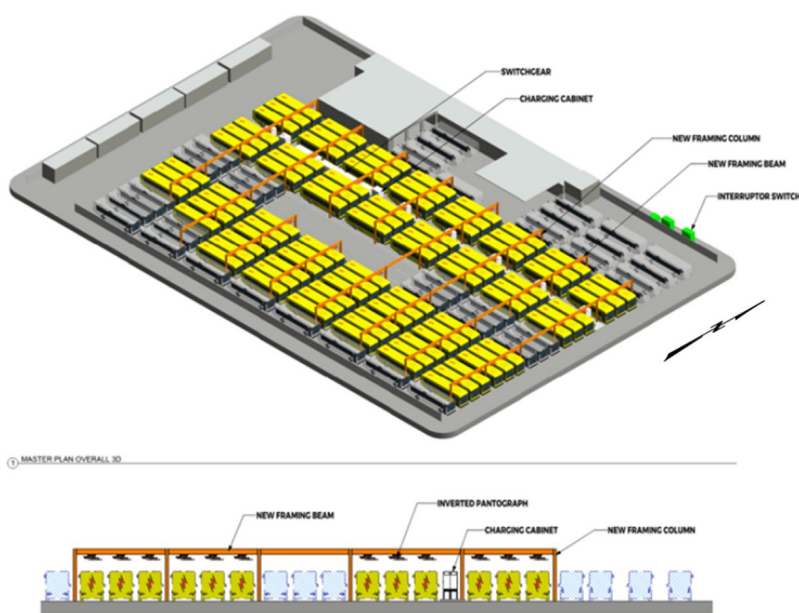 SWITCHGEAR
CHARGING CABINET
NEW FRAMING COLUMN
NEW FRAMING BEAM
INTERRUPTOR SWITCH
1 MASTER PLAN OVERALL 3D
INVERTED PANTOGRAPH
NEW FRAMING BEAM
CHARGING CABINET
NEW FRAMING COLUMN